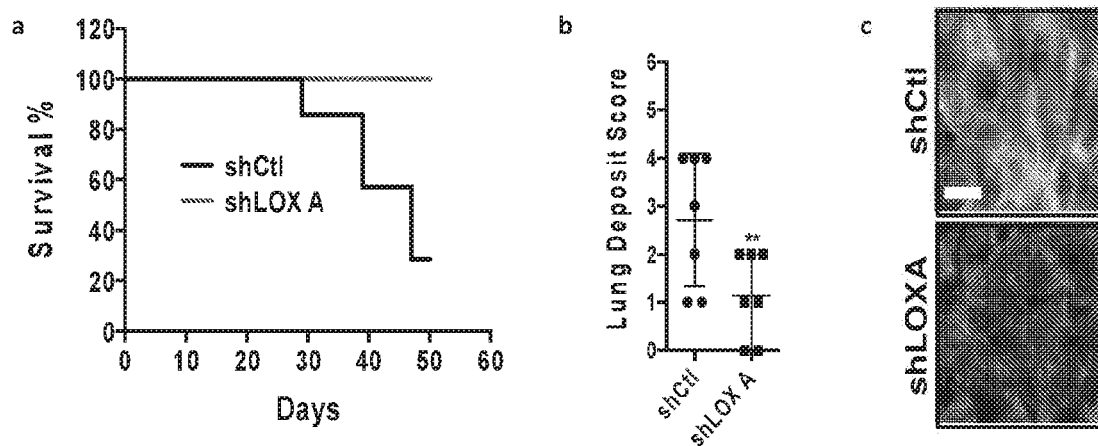 a
120
100
80
60
40
20
0
Survival %
shCtl
shLOX A
0 10 20 30 40 50 60
Days
b
6
5
4
3
2
1
0
Lung Deposit Score
**
shCtl
shLOX A
c
shCtl
shLOXA